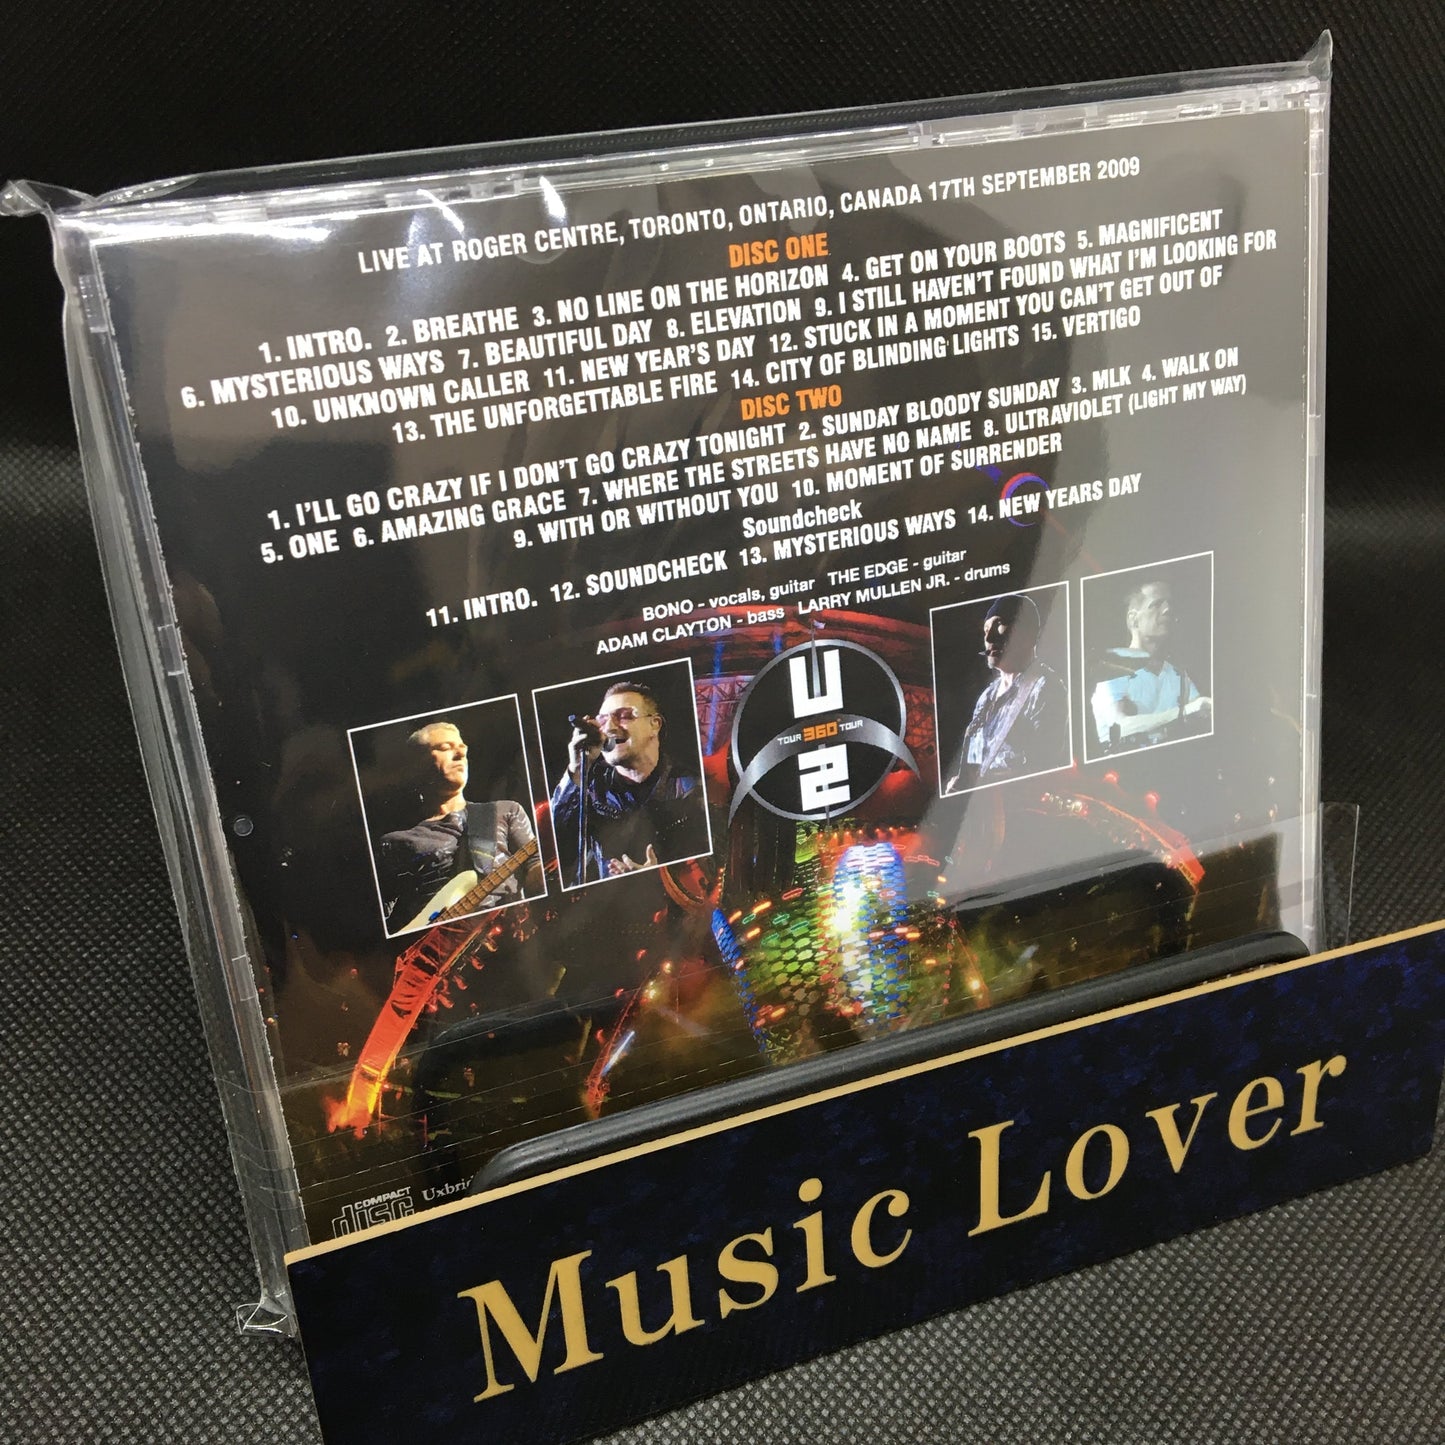 LIVE AT ROGER CENTRE, TORONTO, ONTARIO, CANADA 17TH SEPTEMBER 2009
DISC ONE
1. INTRO. 2. BREATHE 3. NO LINE ON THE HORIZON 4. GET ON YOUR BOOTS 5. MAGNIFICENT
6. MYSTERIOUS WAYS 7. BEAUTIFUL DAY 8. ELEVATION 9. I STILL HAVEN'T FOUND WHAT I'M LOOKING FOR
10. UNKNOWN CALLER 11. NEW YEAR'S DAY 12. STUCK IN A MOMENT YOU CAN'T GET OUT OF
13. THE UNFORGETTABLE FIRE 14. CITY OF BLINDING LIGHTS 15. VERTIGO
DISC TWO
1. I'LL GO CRAZY IF I DON'T GO CRAZY TONIGHT 2. SUNDAY BLOODY SUNDAY 3. MLK 4. WALK ON
5. ONE 6. AMAZING GRACE 7. WHERE THE STREETS HAVE NO NAME 8. ULTRAVIOLET (LIGHT MY WAY)
9. WITH OR WITHOUT YOU 10. MOMENT OF SURRENDER
Soundcheck
11. INTRO. 12. SOUNDCHECK 13. MYSTERIOUS WAYS 14. NEW YEARS DAY
BONO - vocals, guitar THE EDGE - guitar
ADAM CLAYTON - bass LARRY MULLEN JR. - drums
U
TOUR 360° TOUR
2
COMPACT
disc
Music Lover